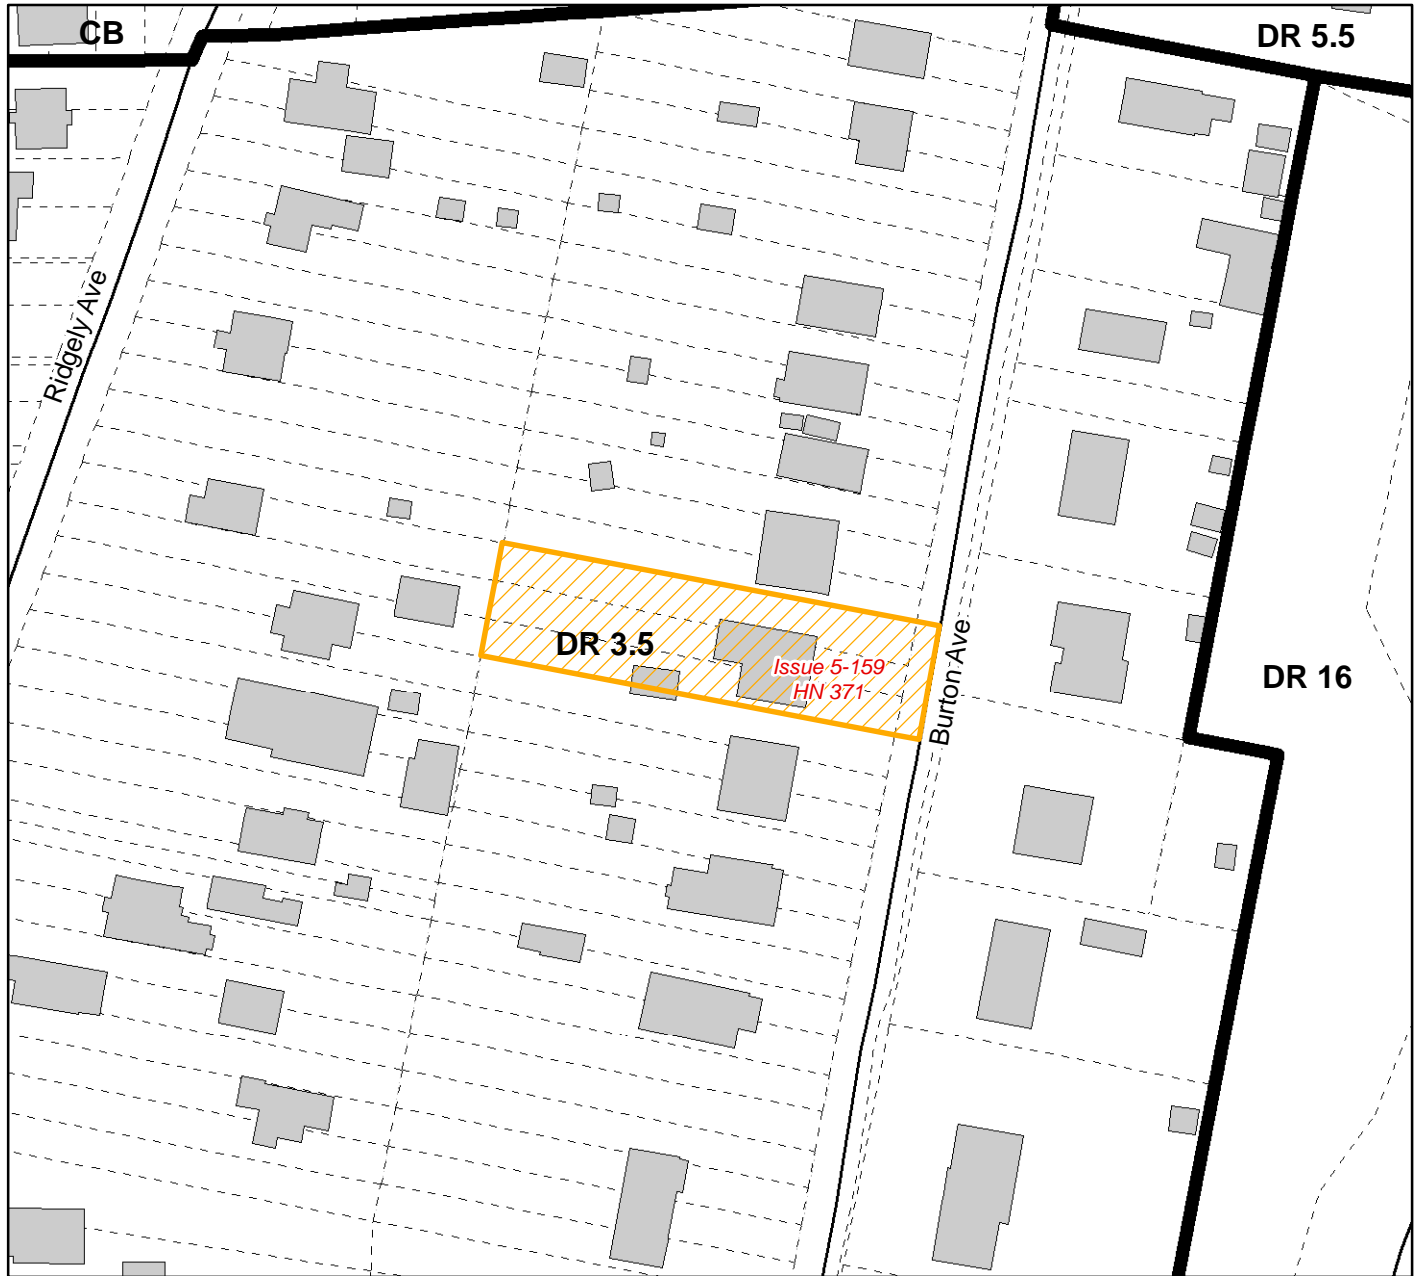 CB
DR 5.5
Ridgely Ave
DR 3.5
Issue 5-159
HN 371
Burton Ave
DR 16